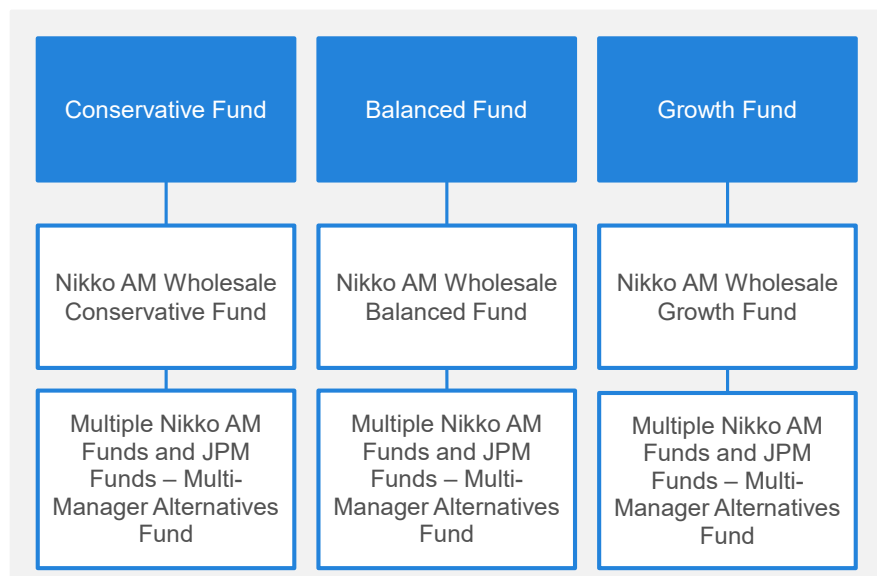 Conservative Fund
Balanced Fund
Growth Fund
Nikko AM Wholesale
Conservative Fund
Nikko AM Wholesale
Balanced Fund
Nikko AM Wholesale
Growth Fund
Multiple Nikko AM
Funds and JPM
Funds – Multi-
Manager Alternatives
Fund
Multiple Nikko AM
Funds and JPM
Funds – Multi-
Manager Alternatives
Fund
Multiple Nikko AM
Funds and JPM
Funds – Multi-
Manager Alternatives
Fund